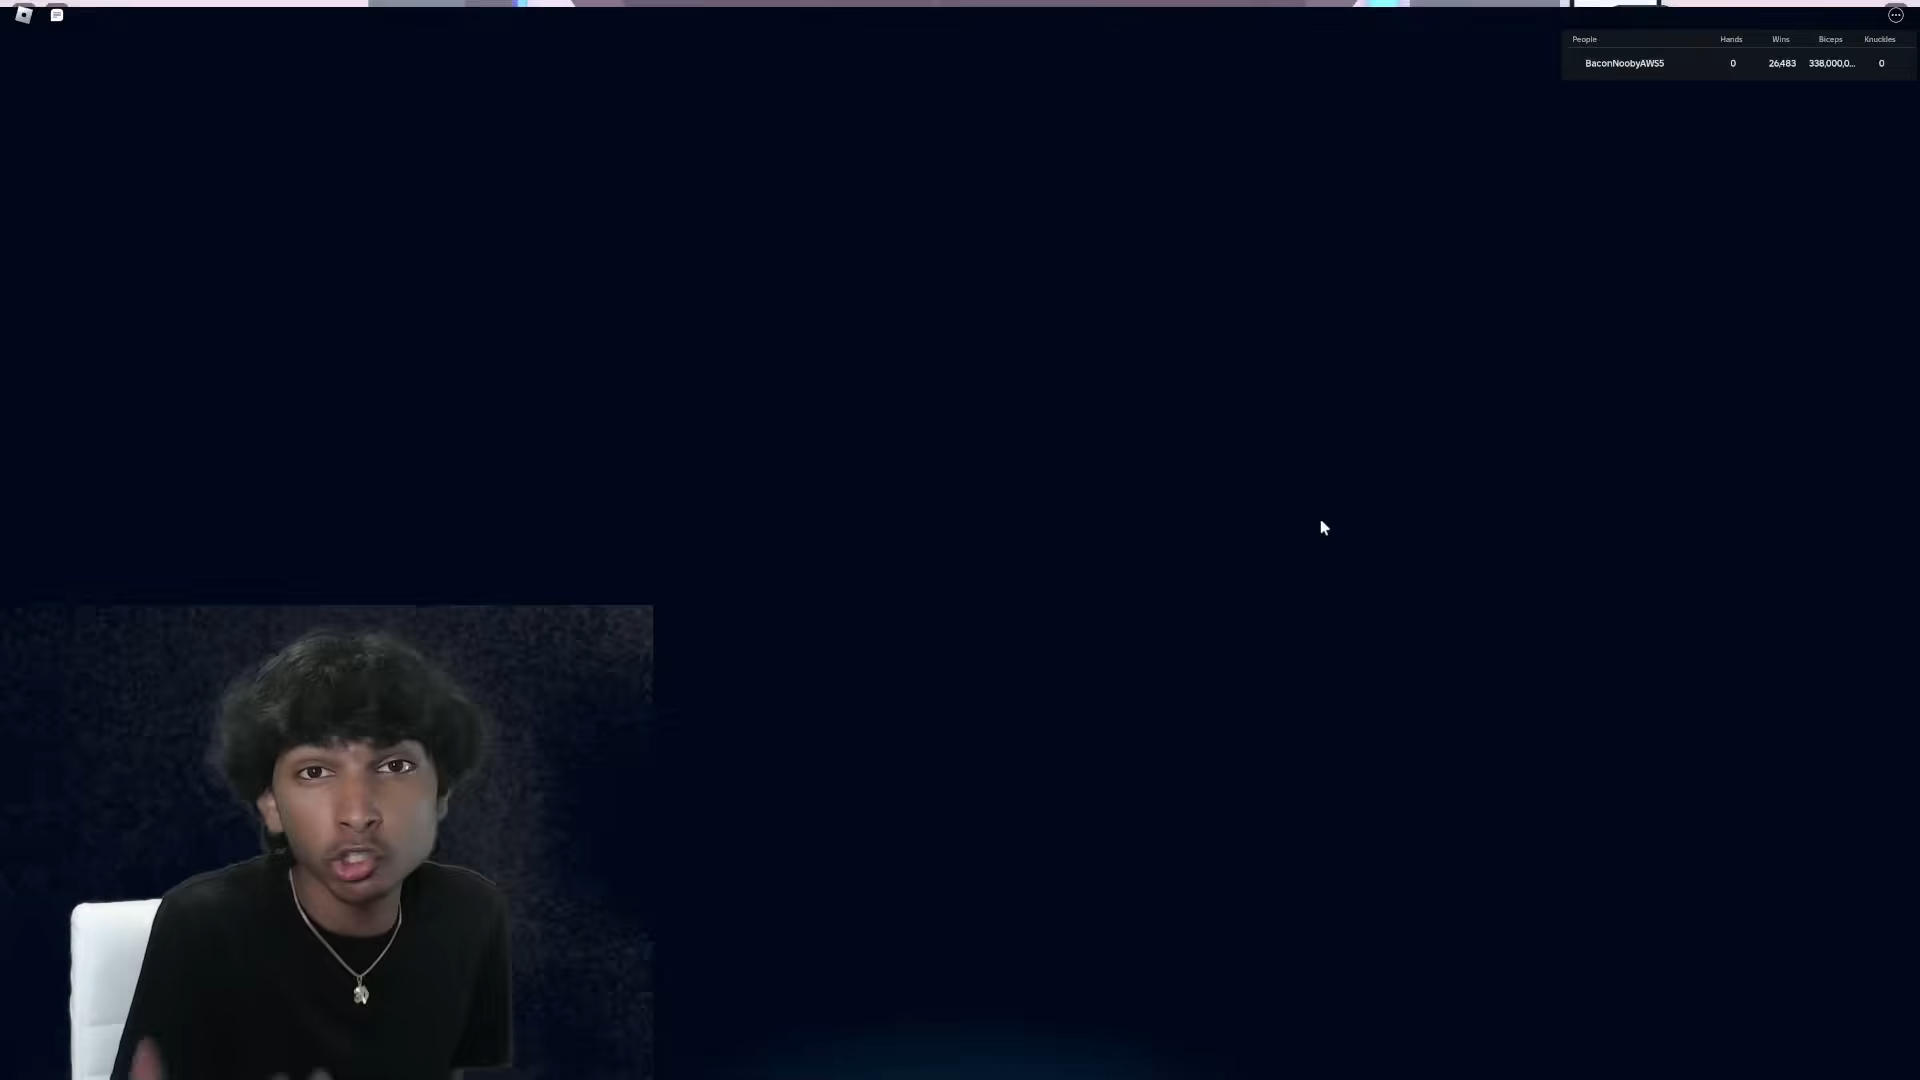 People Hands Wins Biceps Knuckles
BaconNoobyAWS5 0 26,483 338,000,0... 0